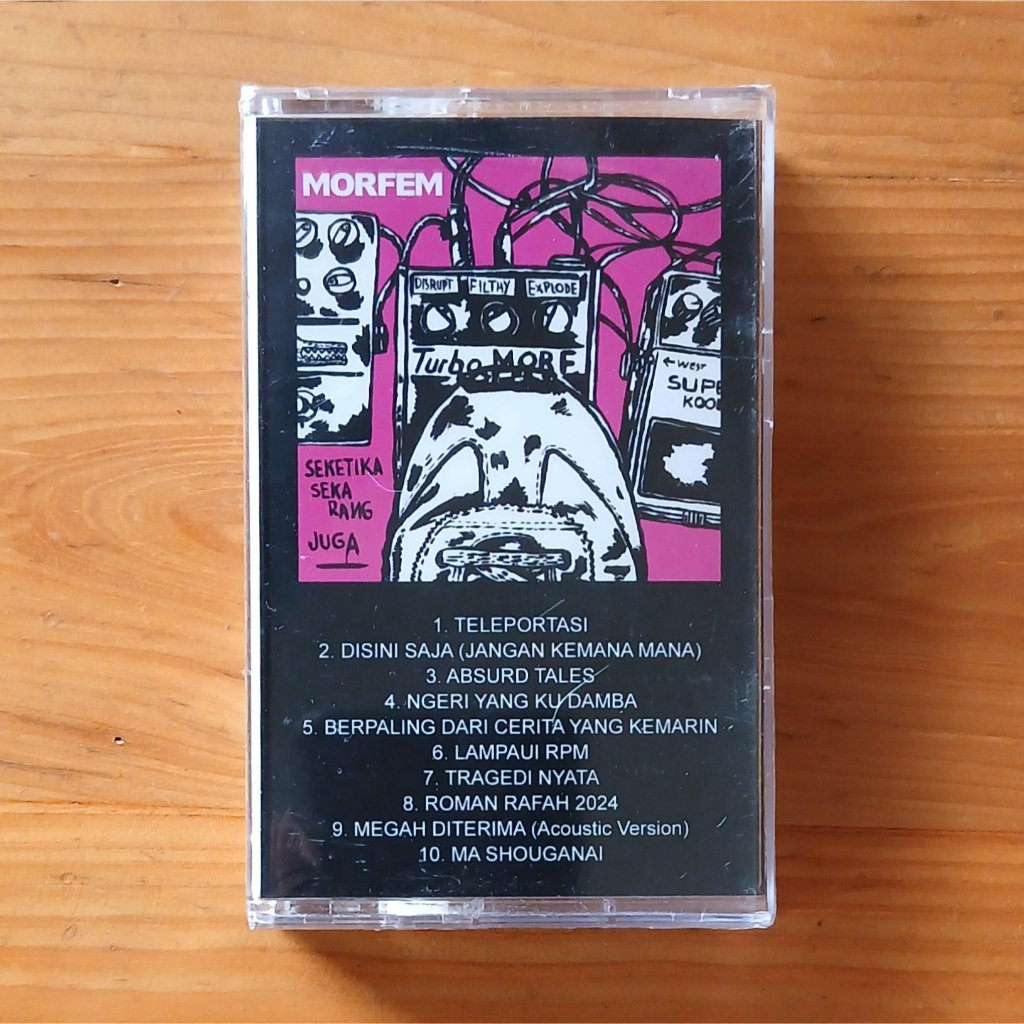 MORFEM
DISRUPT FILTHY EXPLODE
Turbo MORF
← WEST
SUPE
KOOL
SEKETIKA
SEKA
RANG
JUGA
1. TELEPORTASI
2. DISINI SAJA (JANGAN KEMANA MANA)
3. ABSURD TALES
4. NGERI YANG KU DAMBA
5. BERPALING DARI CERITA YANG KEMARIN
6. LAMPAUI RPM
7. TRAGEDI NYATA
8. ROMAN RAFAH 2024
9. MEGAH DITERIMA (Acoustic Version)
10. MA SHOUGANAI